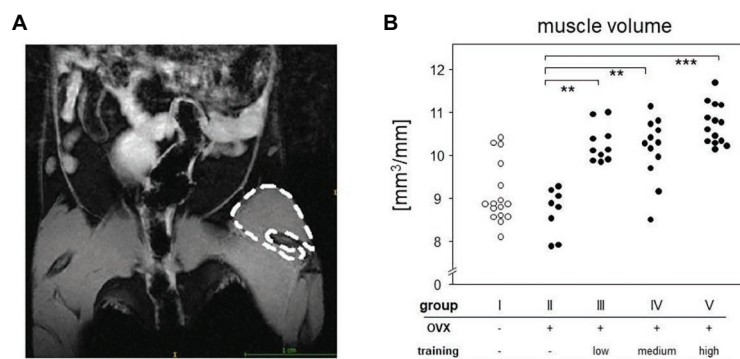 A
1 cm
B
muscle volume
***
**
**
12
11
10
9
8
0
[mm³/mm]
group I II III IV V
OVX - + + + +
training - - low medium high